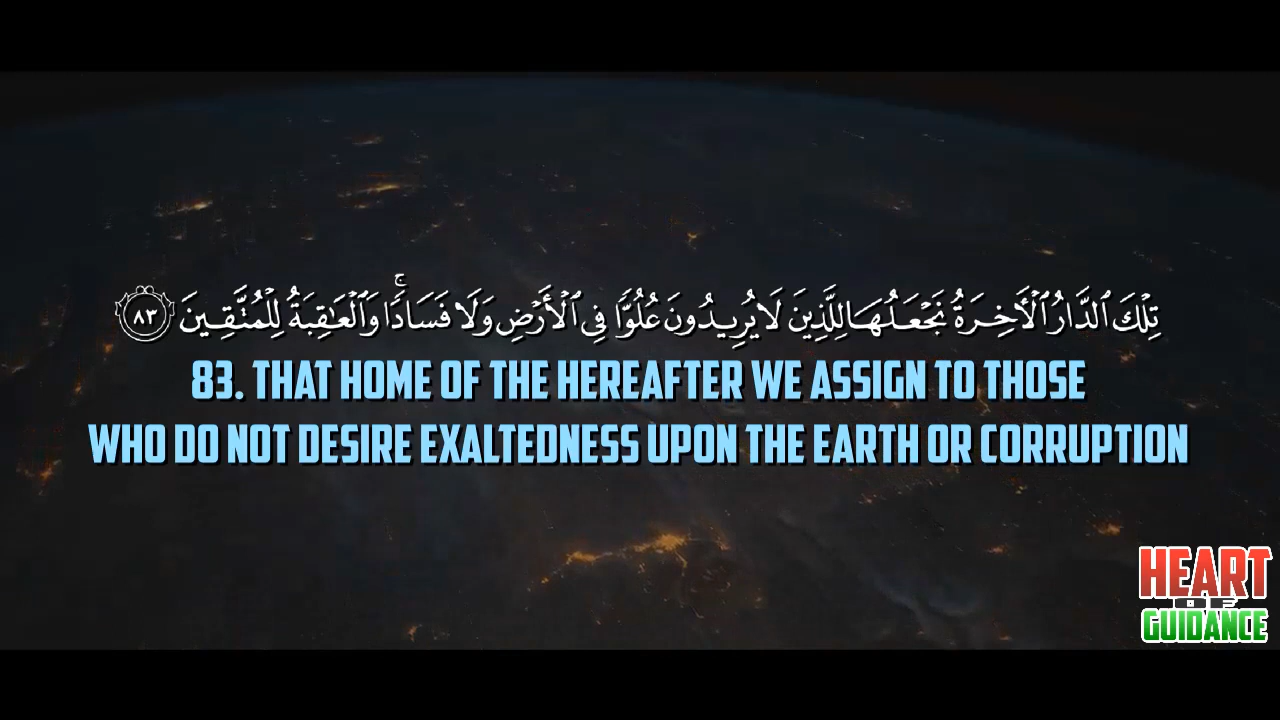 تِلْكَ ٱلدَّارُ ٱلْأَخِرَةُ نَجْعَلُهَا لِلَّذِينَ لَا يُرِيدُونَ عُلُوًّا فِى ٱلْأَرْضِ وَلَا فَسَادًا ۚ وَٱلْعَٰقِبَةُ لِلْمُتَّقِينَ ٨٣
83. THAT HOME OF THE HEREAFTER WE ASSIGN TO THOSE
WHO DO NOT DESIRE EXALTEDNESS UPON THE EARTH OR CORRUPTION
HEART
OF
GUIDANCE